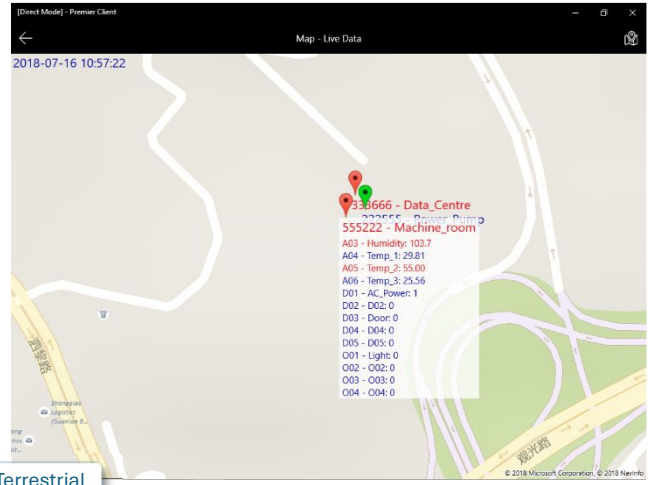 [Direct Mode] - Premier Client
Map - Live Data
2018-07-16 10:57:22
333666 - Data_Centre
333555 - Power_Pump
555222 - Machine_room
A03 - Humidity: 103.7
A04 - Temp_1: 29.81
A05 - Temp_2: 55.00
A06 - Temp_3: 25.56
D01 - AC_Power: 1
D02 - D02: 0
D03 - Door: 0
D04 - D04: 0
D05 - D05: 0
O01 - Light: 0
O02 - O02: 0
O03 - O03: 0
O04 - O04: 0
Logistics
观光路
© 2018 Microsoft Corporation, © 2018 NavInfo
Terrestrial